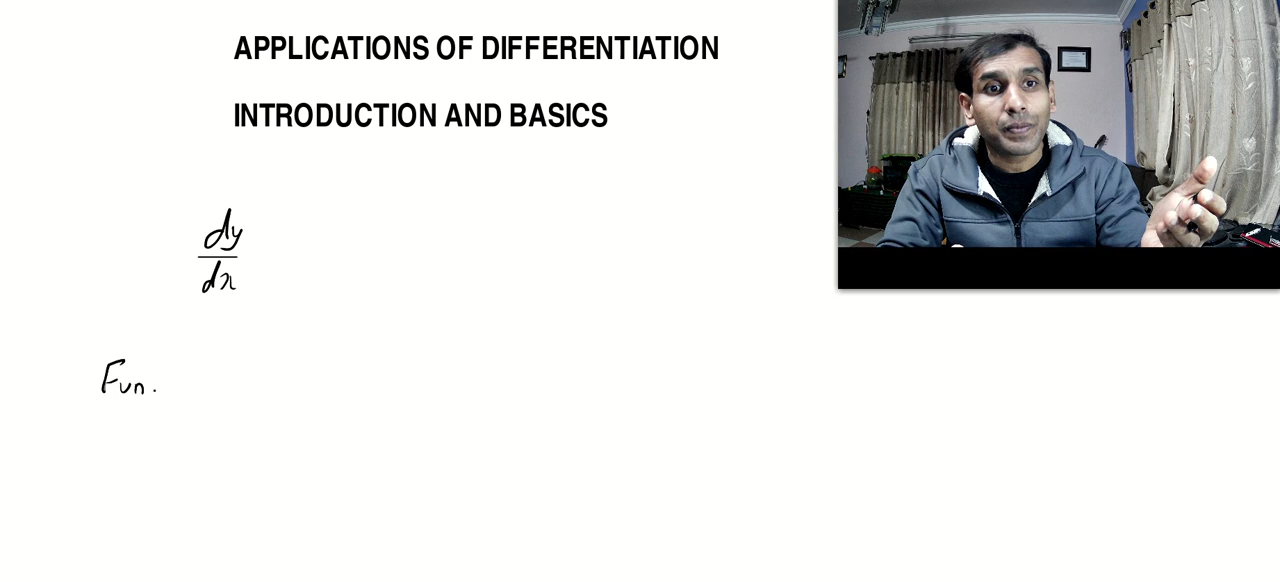 APPLICATIONS OF DIFFERENTIATION
INTRODUCTION AND BASICS
dy
dx
Fun.